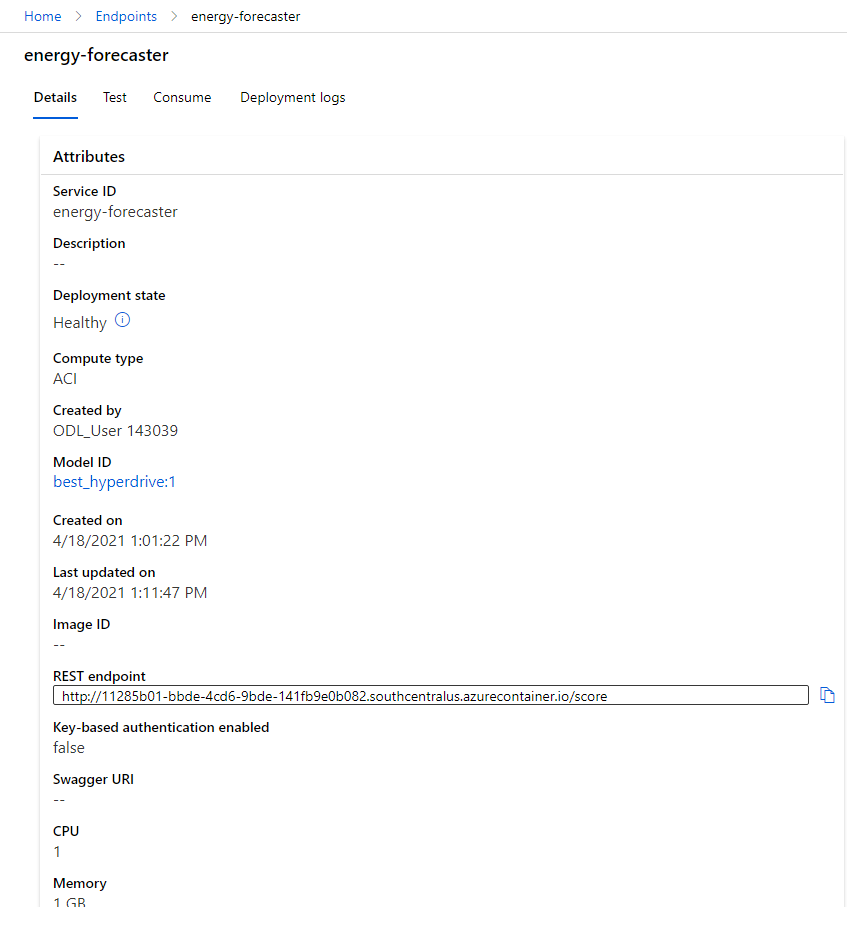 Home > Endpoints > energy-forecaster
energy-forecaster
Details Test Consume Deployment logs
Attributes
Service ID
energy-forecaster
Description
--
Deployment state
Healthy
Compute type
ACI
Created by
ODL_User 143039
Model ID
best_hyperdrive:1
Created on
4/18/2021 1:01:22 PM
Last updated on
4/18/2021 1:11:47 PM
Image ID
--
REST endpoint
http://11285b01-bbde-4cd6-9bde-141fb9e0b082.southcentralus.azurecontainer.io/score
Key-based authentication enabled
false
Swagger URI
--
CPU
1
Memory
1 GB